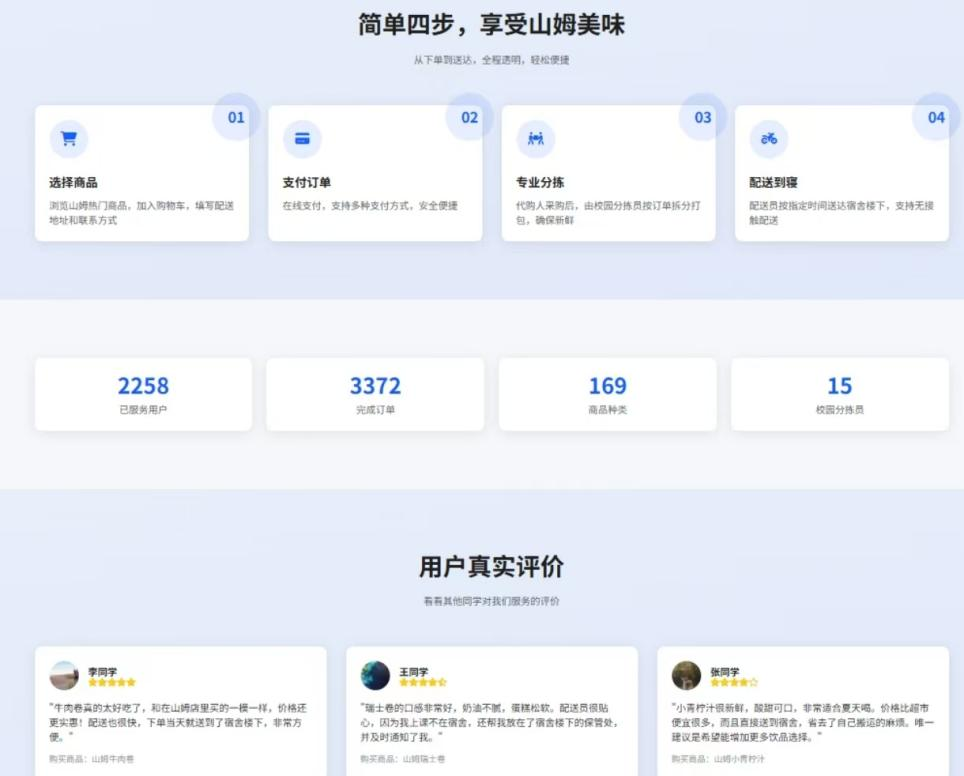 简单四步，享受山姆美味
从下单到送达，全程透明，轻松便捷
01
选择商品
浏览山姆热门商品，加入购物车，填写配送
地址和联系方式
02
支付订单
在线支付，支持多种支付方式，安全便捷
03
专业分拣
代购人采购后，由校园分拣员按订单拆分打
包，确保新鲜
04
配送到寝
配送员按指定时间送达宿舍楼下，支持无接
触配送
2258
已服务用户
3372
完成订单
169
商品种类
15
校园分拣员
用户真实评价
看看其他同学对我们服务的评价
李同学
"牛肉卷真的太好吃了，和在山姆店里买的一模一样，价格还
更实惠！配送也很快，下单当天就送到了宿舍楼下，非常方
便。"
购买商品：山姆牛肉卷
王同学
"瑞士卷的口感非常好，奶油不腻，蛋糕松软。配送员很贴
心，因为我上课不在宿舍，还帮我放在了宿舍楼下的保管处，
并及时通知了我。"
购买商品：山姆瑞士卷
张同学
"小青柠汁很新鲜，酸甜可口，非常适合夏天喝。价格比超市
便宜很多，而且直接送到宿舍，省去了自己搬运的麻烦。唯一
建议是希望能增加更多饮品选择。"
购买商品：山姆小青柠汁